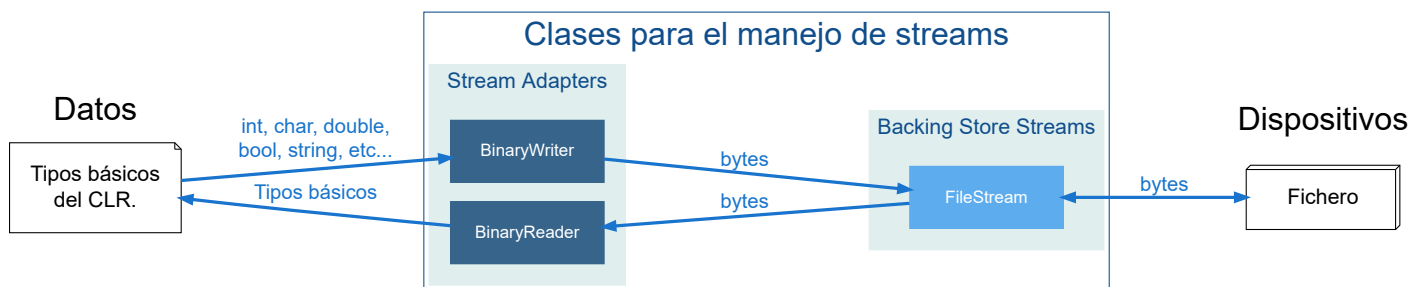 Clases para el manejo de streams
Stream Adapters
Datos
int, char, double,
bool, string, etc...
BinaryWriter
Backing Store Streams
Dispositivos
bytes
Tipos básicos
del CLR.
Tipos básicos
FileStream
bytes
Fichero
bytes
BinaryReader